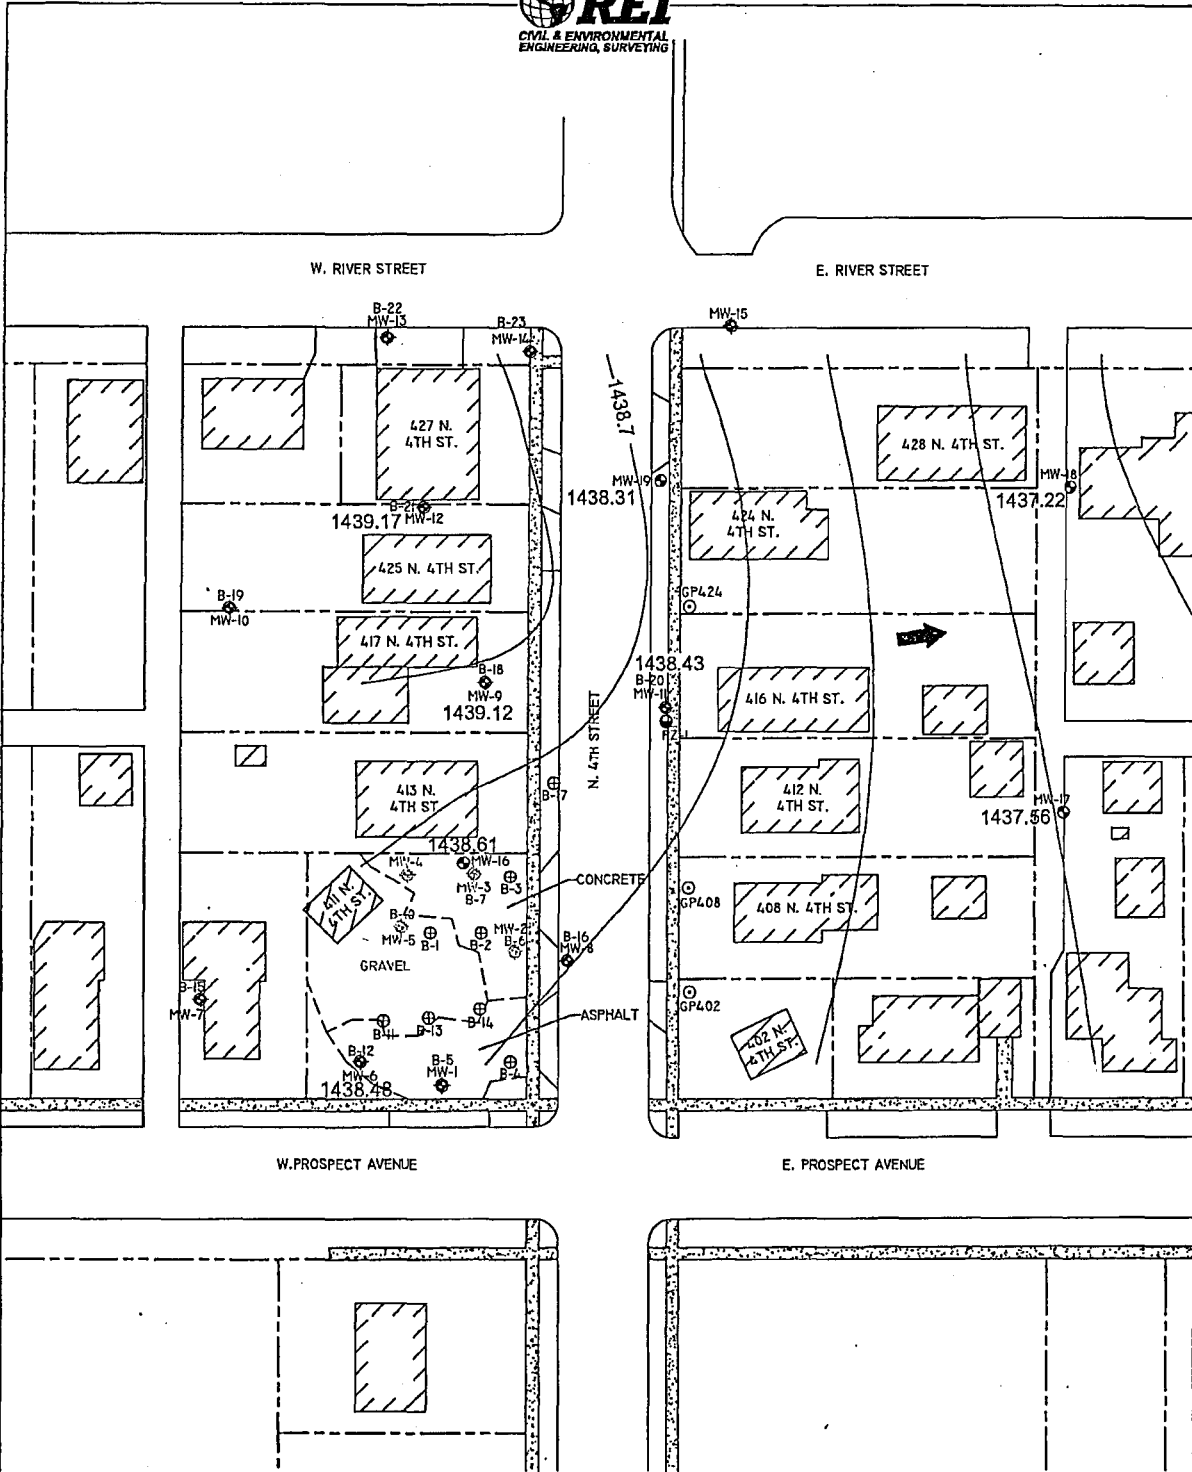 REI
CIVIL & ENVIRONMENTAL
ENGINEERING, SURVEYING
W. RIVER STREET
E. RIVER STREET
B-22
MW-13
B-23
MW-14
MW-15
1438.7
427 N.
4TH ST.
428 N. 4TH ST.
MW-19
1438.31
MW-18
1437.22
B-21
1439.17
MW-12
424 N.
4TH ST.
425 N. 4TH ST.
B-19
MW-10
GP424
417 N. 4TH ST.
1438.43
B-18
MW-9
1439.12
B-20
MW-11
PZ-1
416 N. 4TH ST.
N. 4TH STREET
413 N.
4TH ST.
B-17
412 N.
4TH ST.
MW-17
1437.56
1438.61
MW-4
MW-16
MW-3
B-7
B-3
CONCRETE
411 N.
4TH ST.
GP408
408 N. 4TH ST.
B-10
MW-5
B-1
B-2
MW-2
B-6
B-16
MW-8
GRAVEL
B-15
MW-7
GP402
B-11
B-13
B-14
ASPHALT
402 N.
4TH ST.
B-12
MW-6
1438.48
B-5
MW-1
B-4
W.PROSPECT AVENUE
E. PROSPECT AVENUE